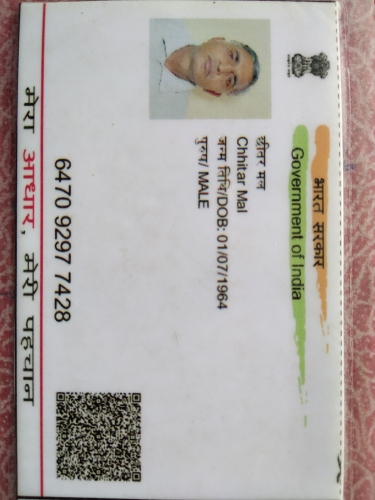 भारत सरकार
Government of India
छीतर मल
Chhitar Mal
जन्म तिथि/DOB: 01/07/1964
पुरुष/ MALE
6470 9297 7428
मेरा आधार, मेरी पहचान